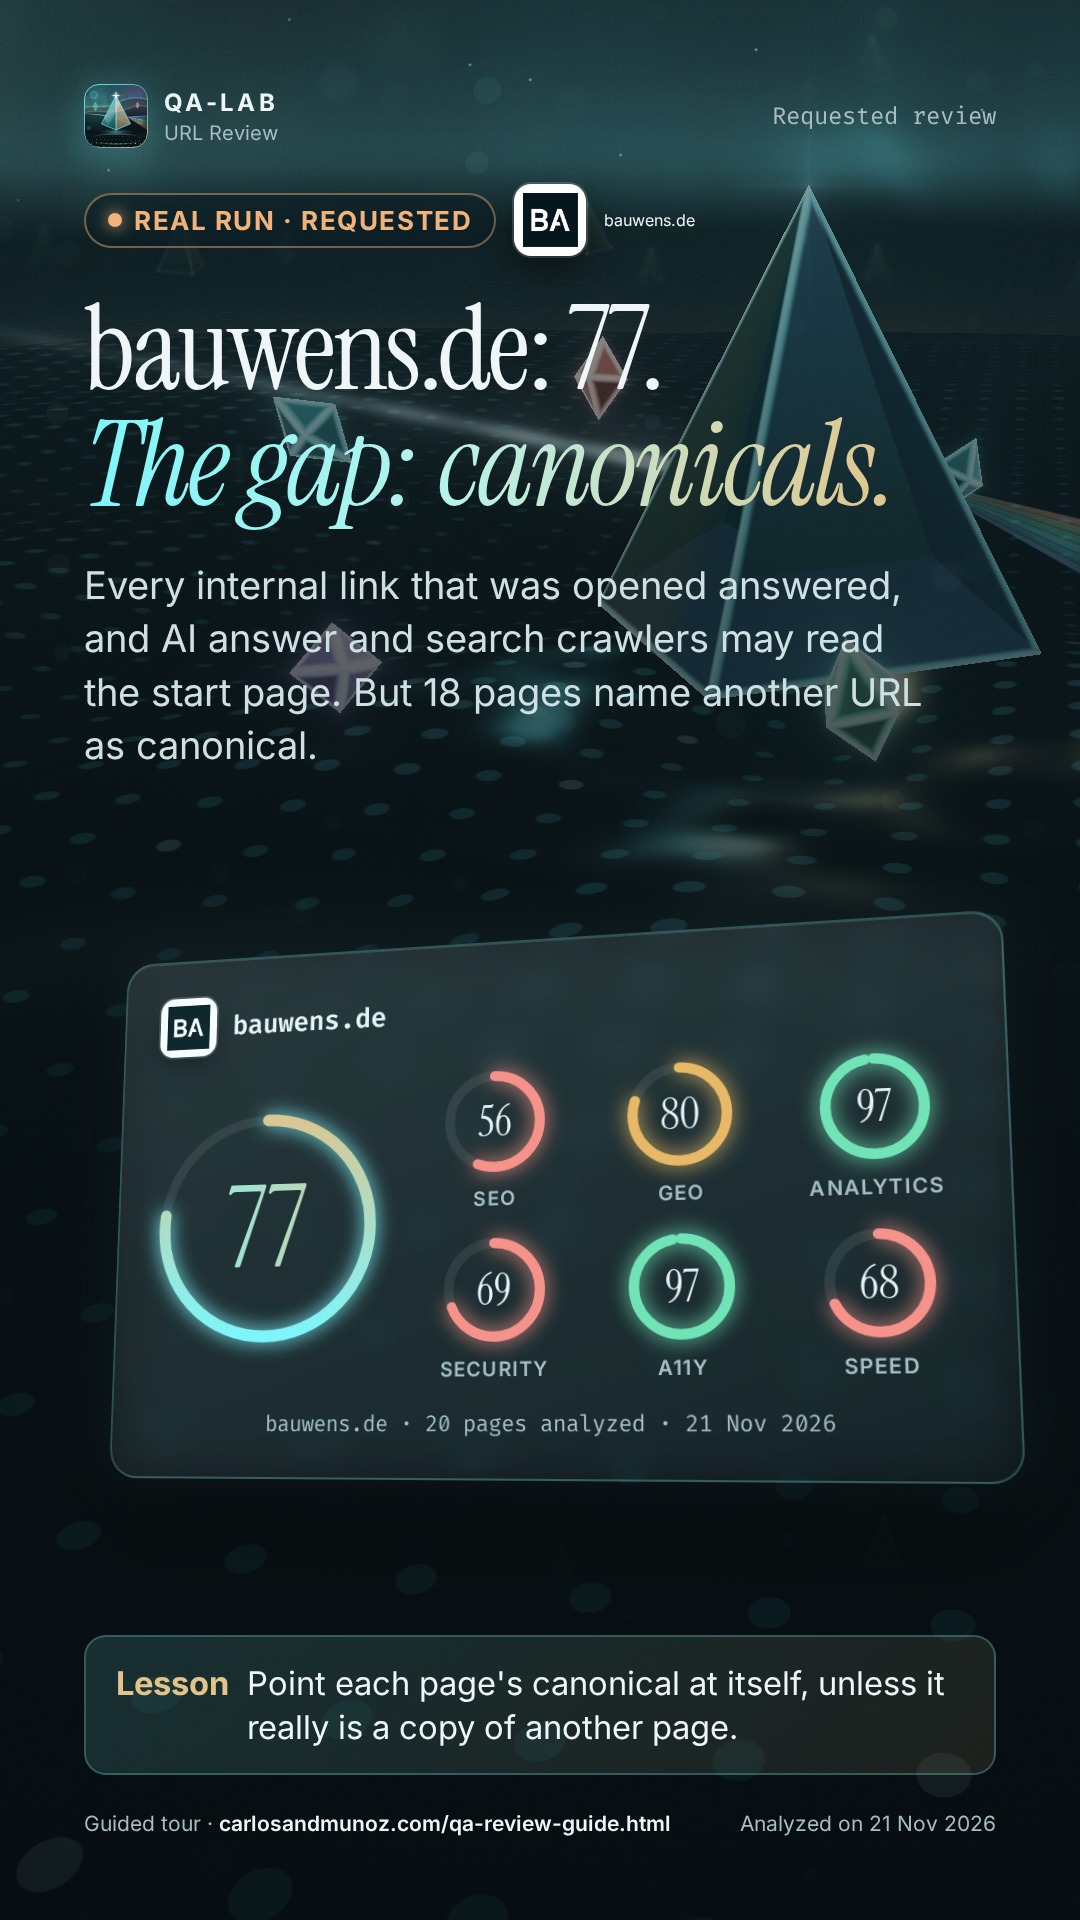 QA-LAB
URL Review
Requested review
REAL RUN · REQUESTED
BA
bauwens.de
bauwens.de: 77.
The gap: canonicals.
Every internal link that was opened answered,
and AI answer and search crawlers may read
the start page. But 18 pages name another URL
as canonical.
BA
bauwens.de
77
56
SEO
80
GEO
97
ANALYTICS
69
SECURITY
97
A11Y
68
SPEED
bauwens.de · 20 pages analyzed · 21 Nov 2026
Lesson Point each page's canonical at itself, unless it
really is a copy of another page.
Guided tour · carlosandmunoz.com/qa-review-guide.html
Analyzed on 21 Nov 2026